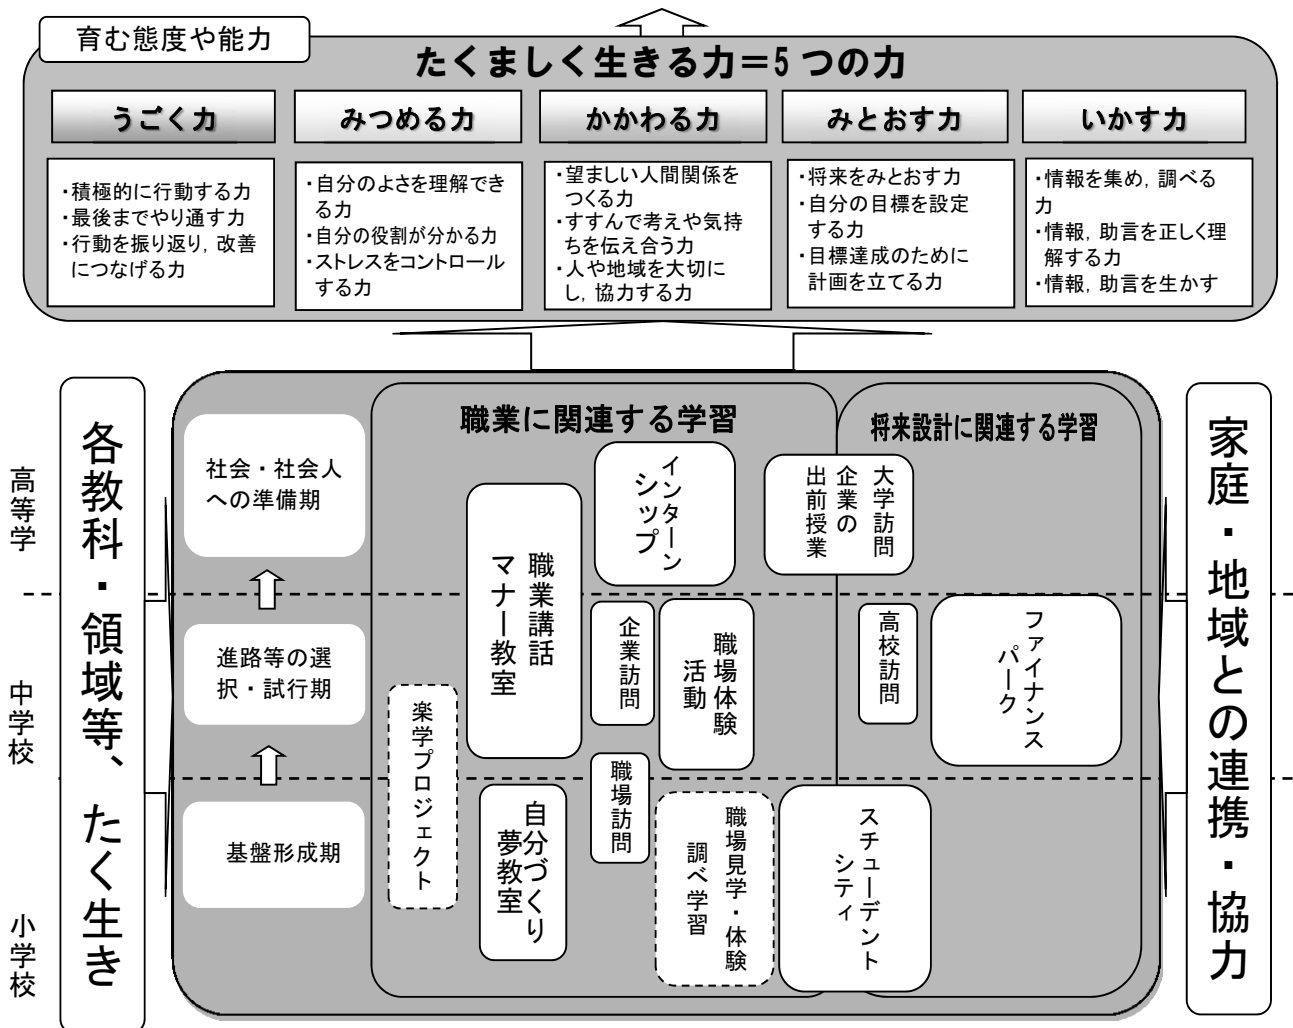 育む態度や能力
たくましく生きる力＝5つの力
うごく力
・積極的に行動する力
・最後までやり通す力
・行動を振り返り，改善
につなげる力
みつめる力
・自分のよさを理解でき
る力
・自分の役割が分かる力
・ストレスをコントロール
する力
かかわる力
・望ましい人間関係を
つくる力
・すすんで考えや気持
ちを伝え合う力
・人や地域を大切に
し，協力する力
みとおす力
・将来をみとおす力
・自分の目標を設定
する力
・目標達成のために
計画を立てる力
いかす力
・情報を集め，調べる
力
・情報，助言を正しく理
解する力
・情報，助言を生かす
高等学
中学校
小学校
各教科・領域等、たく生き
社会・社会人
への準備期
進路等の選
択・試行期
基盤形成期
職業に関連する学習
将来設計に関連する学習
インターン
シップ
大学訪問
企業の
出前授業
職業講話
マナー教室
企業訪問
職場体験
活動
高校訪問
ファイナンス
パーク
楽学プロジェクト
自分づくり
夢教室
職場訪問
職場見学・体験
調べ学習
スチューデント
シティ
家庭・地域との連携・協力